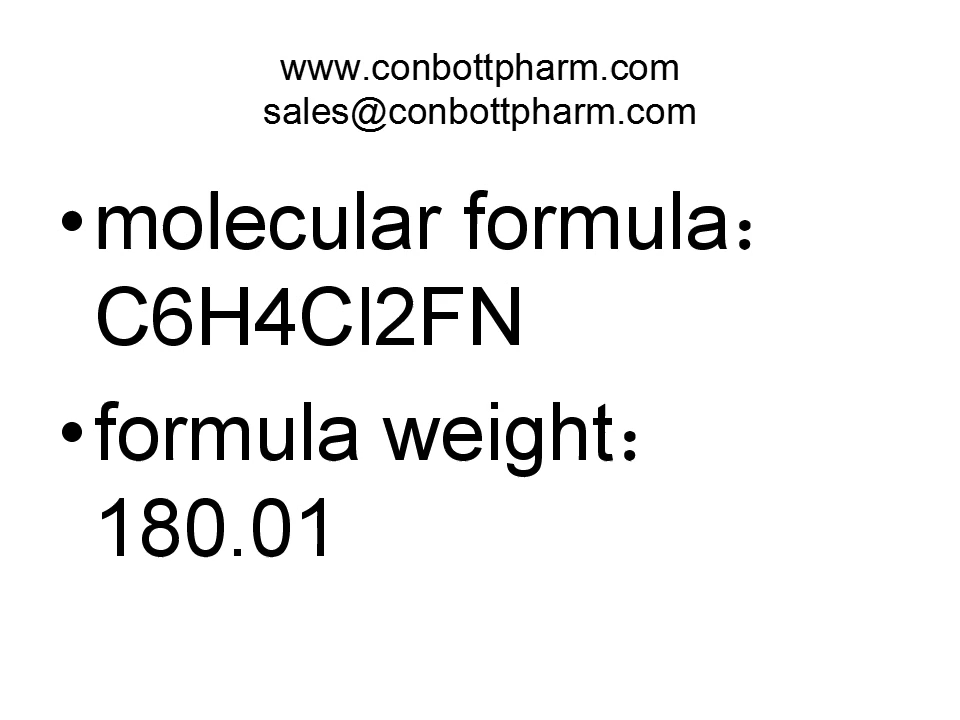 www.conbottpharm.com
sales@conbottpharm.com
•molecular formula：
C6H4Cl2FN
•formula weight：
180.01